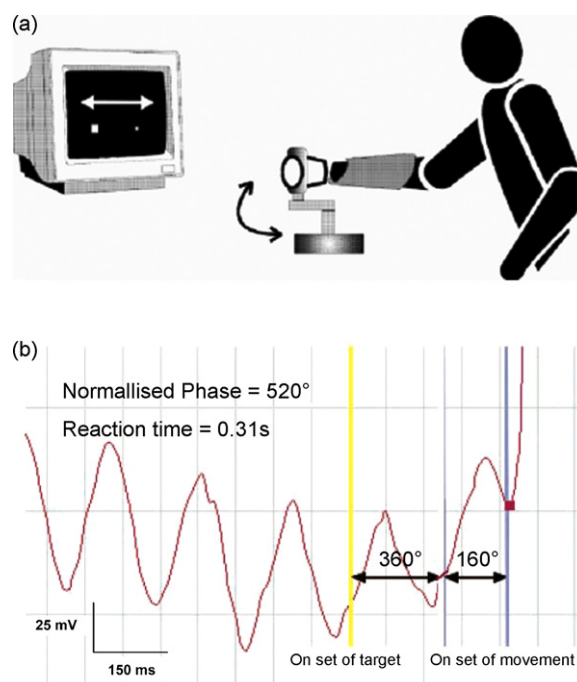 (a)
(b)
Normallised Phase = 520°
Reaction time = 0.31s
360°
160°
25 mV
150 ms
On set of target
On set of movement